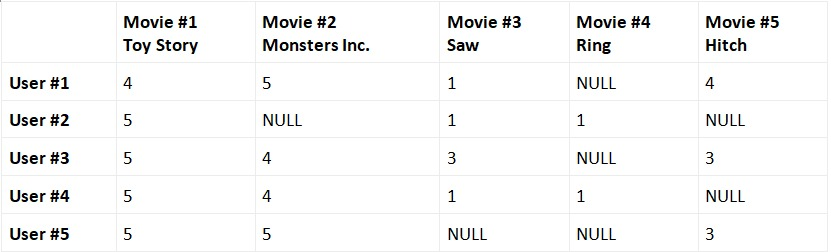 Movie #1 Movie #2 Movie #3 Movie #4 Movie #5
Toy Story Monsters Inc. Saw Ring Hitch
User #1 4 5 1 NULL 4
User #2 5 NULL 1 1 NULL
User #3 5 4 3 NULL 3
User #4 5 4 1 1 NULL
User #5 5 5 NULL NULL 3